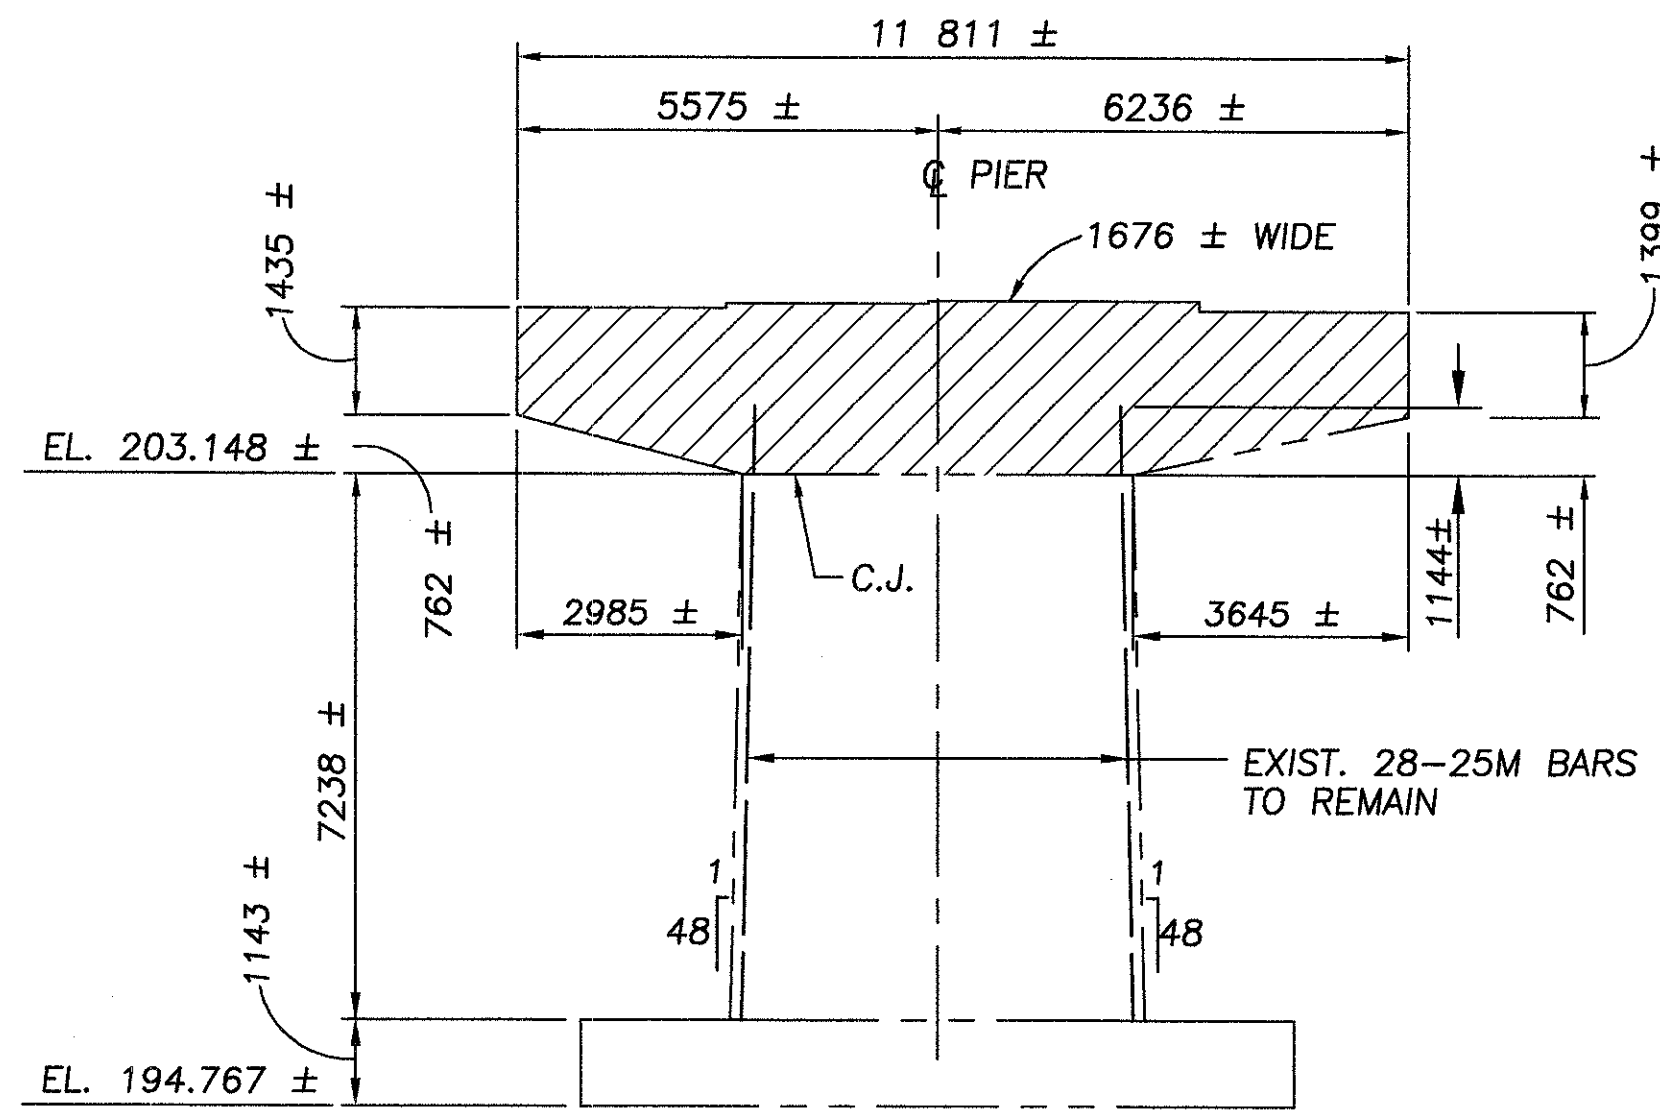 11 811 ±
5575 ±
6236 ±
℄ PIER
1676 ± WIDE
1435 ±
1399 ±
EL. 203.148 ±
762 ±
1144±
762 ±
C.J.
2985 ±
3645 ±
7238 ±
EXIST. 28-25M BARS
TO REMAIN
1
48
1
48
1143 ±
EL. 194.767 ±